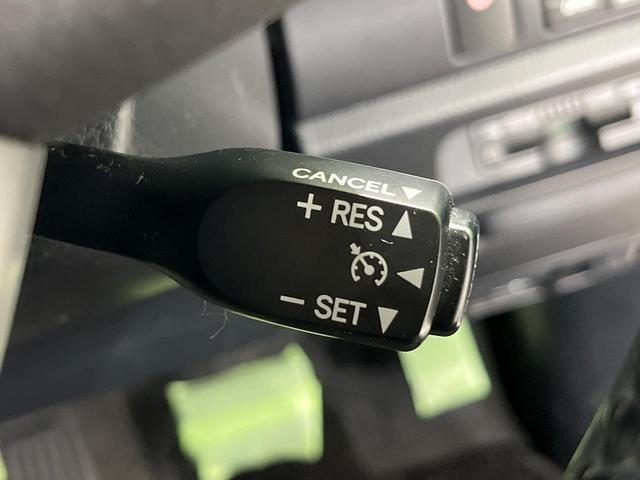 CANCEL▼
+ RES ▲
◀
− SET ▼